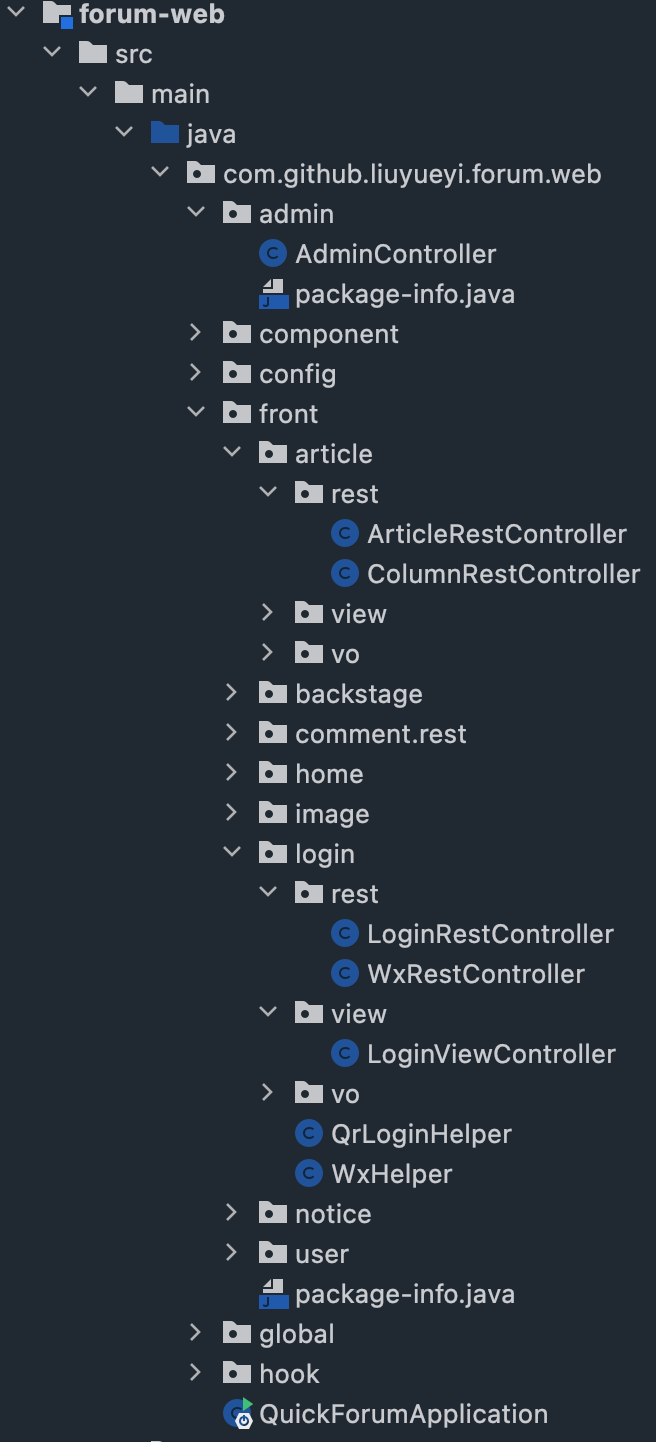 forum-web
src
main
java
com.github.liuyueyi.forum.web
admin
AdminController
package-info.java
component
config
front
article
rest
ArticleRestController
ColumnRestController
view
vo
backstage
comment.rest
home
image
login
rest
LoginRestController
WxRestController
view
LoginViewController
vo
QrLoginHelper
WxHelper
notice
user
package-info.java
global
hook
QuickForumApplication